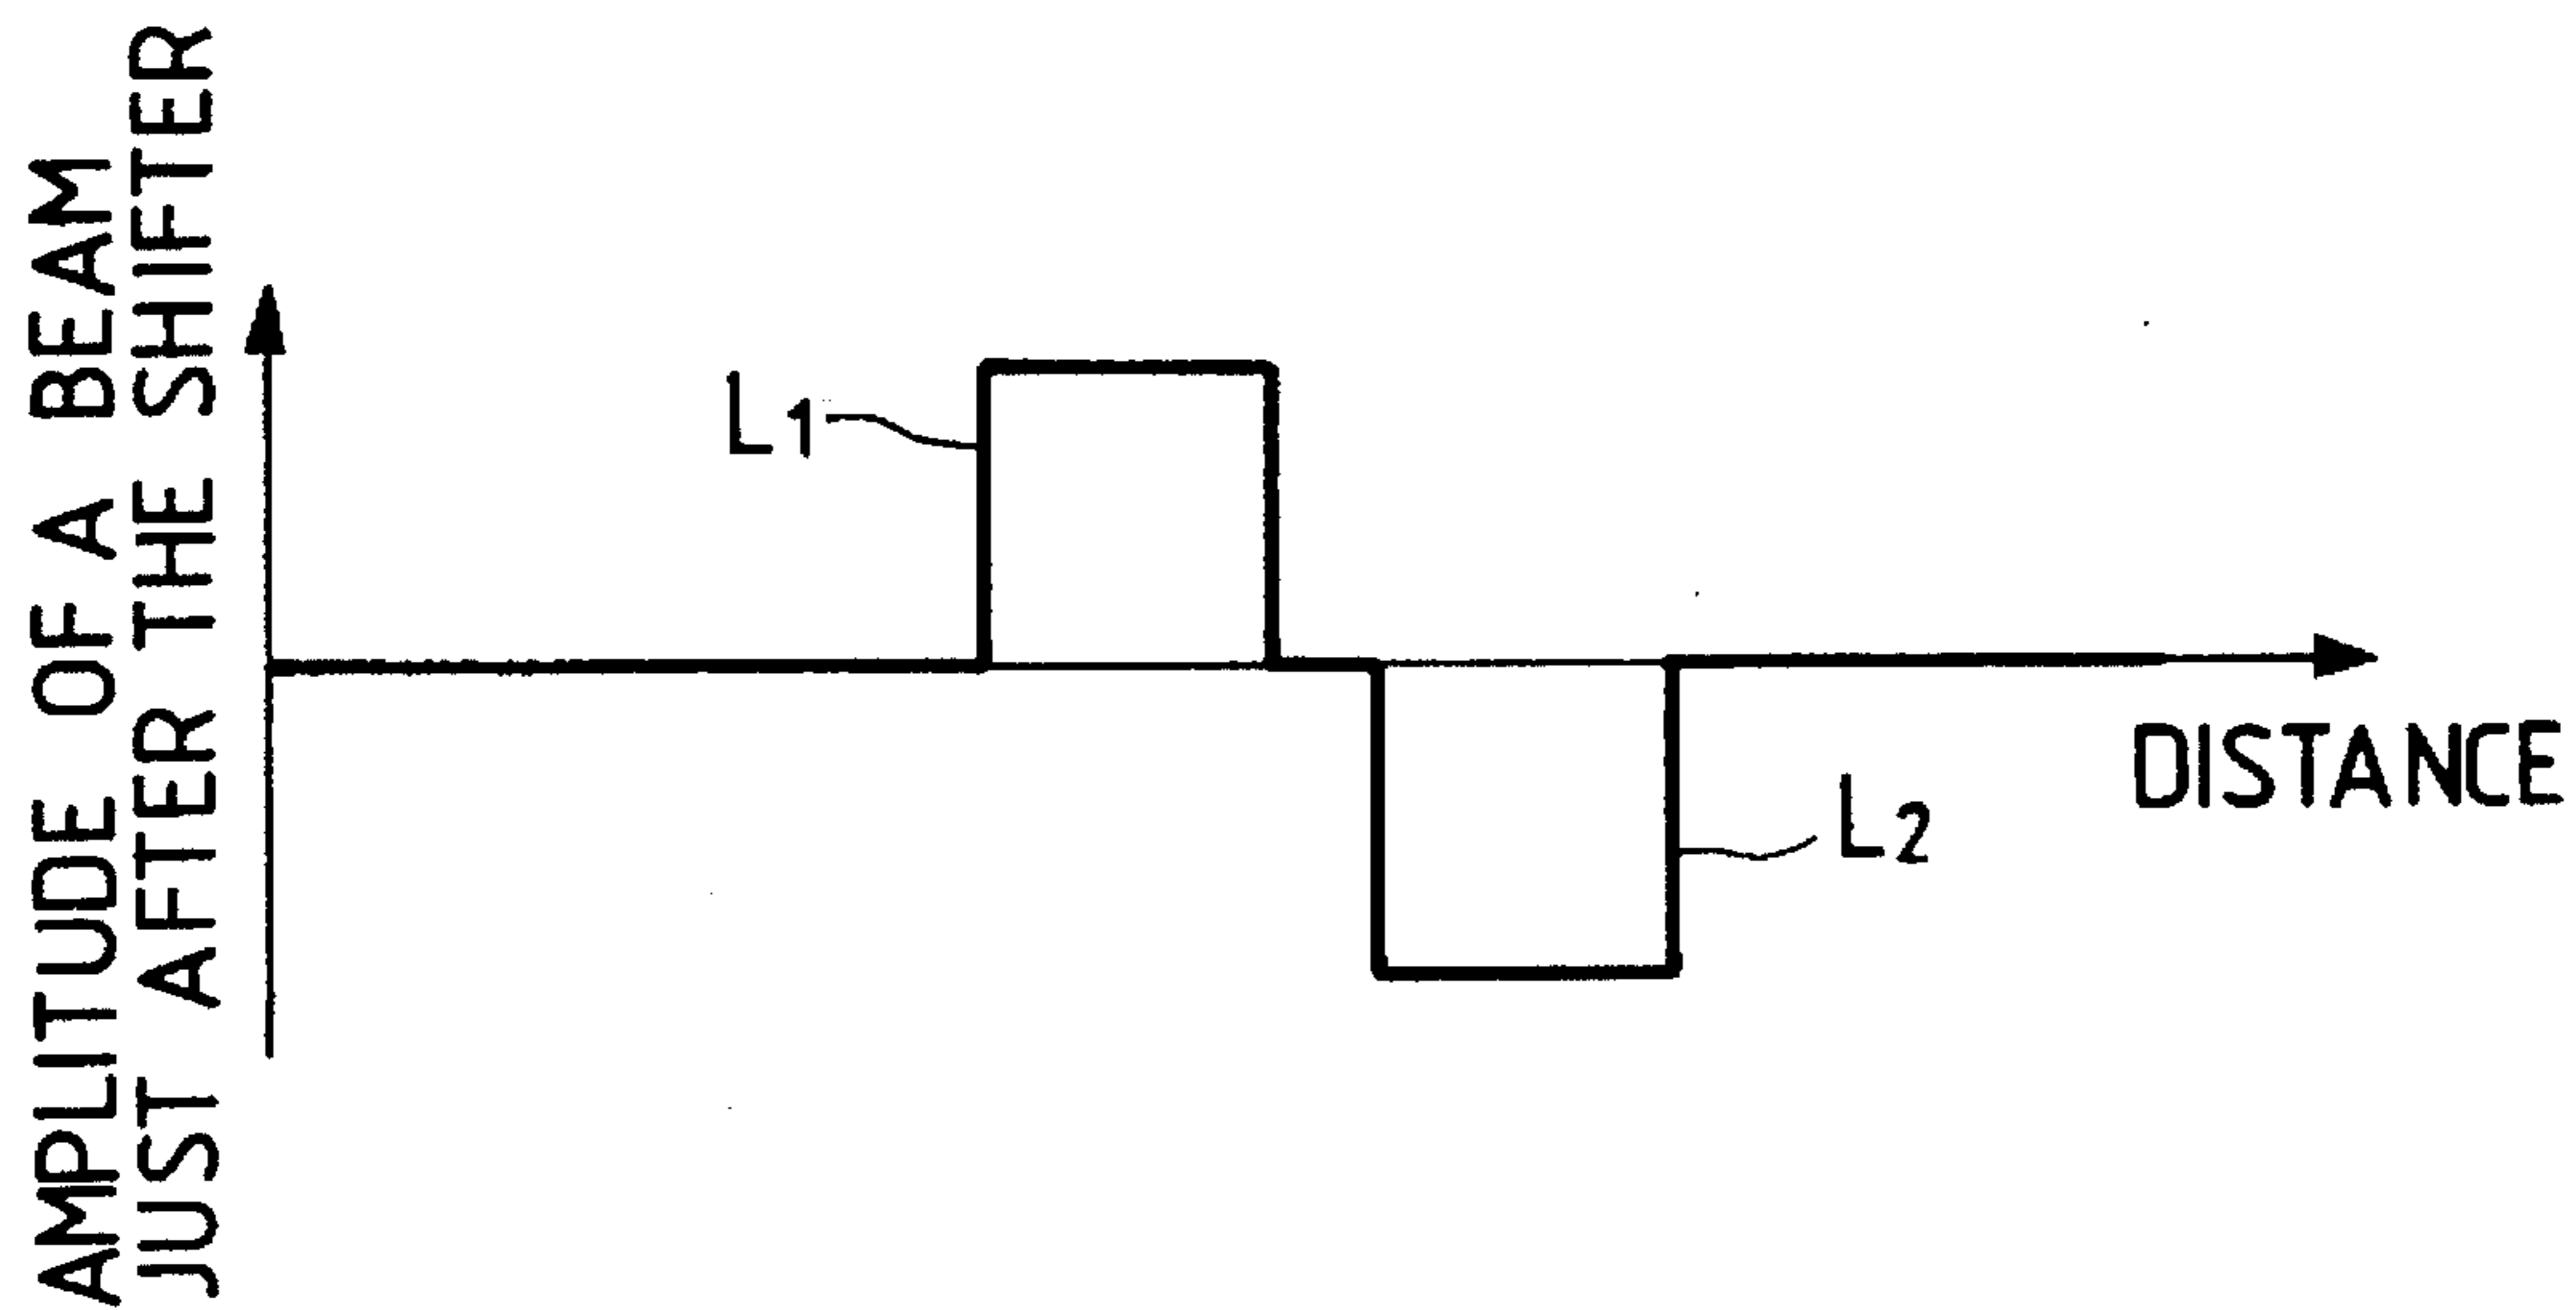 AMPLITUDE OF A BEAM
JUST AFTER THE SHIFTER
L1
L2
DISTANCE